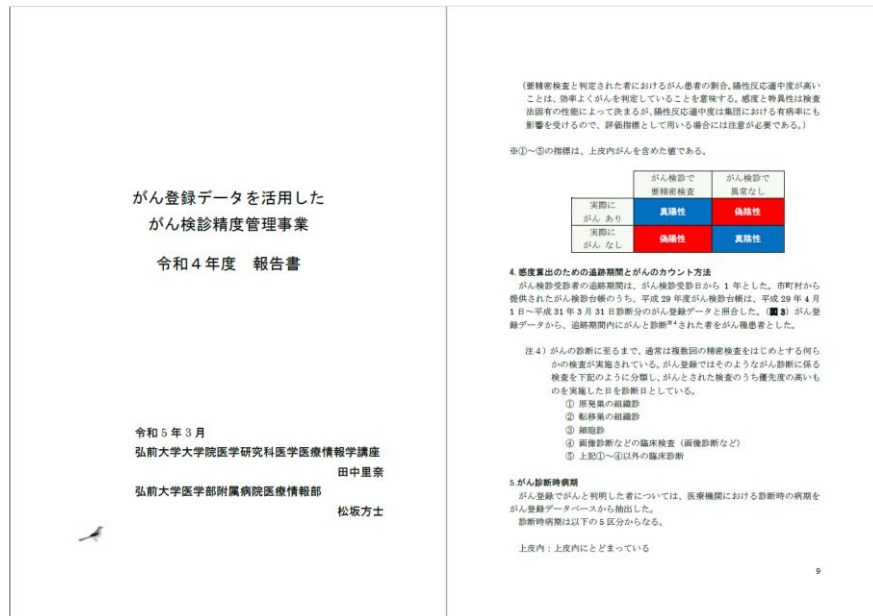 がん登録データを活用した
がん検診精度管理事業
令和４年度　報告書
令和 5 年 3 月
弘前大学大学院医学研究科医学医療情報学講座
田中里奈
弘前大学医学部附属病院医療情報部
松坂方士
（要精密検査と判定された者におけるがん患者の割合。陽性反応適中度が高い
ことは、効率よくがんを判定していることを意味する。感度と特異性は検査
法固有の性能によって決まるが、陽性反応適中度は集団における有病率にも
影響を受けるので、評価指標として用いる場合には注意が必要である。）
※①～⑤の指標は、上皮内がんを含めた値である。
がん検診で
要精密検査
がん検診で
異常なし
実際に
がん あり
真陽性
偽陰性
実際に
がん なし
偽陽性
真陰性
4. 感度算出のための追跡期間とがんのカウント方法
がん検診受診者の追跡期間は、がん検診受診日から 1 年とした。市町村から
提供されたがん検診台帳のうち、平成 29 年度がん検診台帳は、平成 29 年 4 月
1 日～平成 31 年 3 月 31 日診断分のがん登録データと照合した。（図 3）がん登
録データから、追跡期間内にがんと診断注4された者をがん罹患者とした。
注４）がんの診断に至るまで、通常は複数回の精密検査をはじめとする何ら
かの検査が実施されている。がん登録ではそのようながん診断に係る
検査を下記のように分類し、がんとされた検査のうち優先度の高いも
のを実施した日を診断日としている。
① 原発巣の組織診
② 転移巣の組織診
③ 細胞診
④ 画像診断などの臨床検査（画像診断など）
⑤ 上記①～④以外の臨床診断
5.がん診断時病期
がん登録でがんと判明した者については、医療機関における診断時の病期を
がん登録データベースから抽出した。
診断時病期は以下の 5 区分からなる。
上皮内：上皮内にとどまっている
9